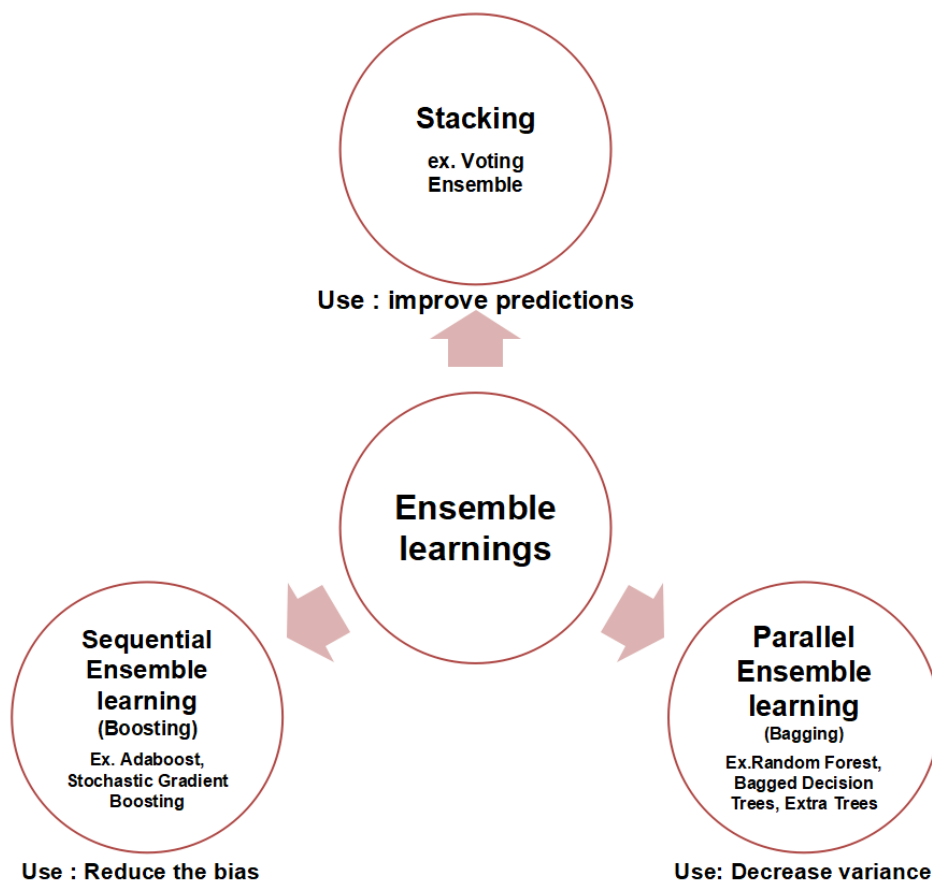 Stacking
ex. Voting
Ensemble
Use : improve predictions
Ensemble
learnings
Sequential
Ensemble
learning
(Boosting)
Ex. Adaboost,
Stochastic Gradient
Boosting
Use : Reduce the bias
Parallel
Ensemble
learning
(Bagging)
Ex.Random Forest,
Bagged Decision
Trees, Extra Trees
Use: Decrease variance